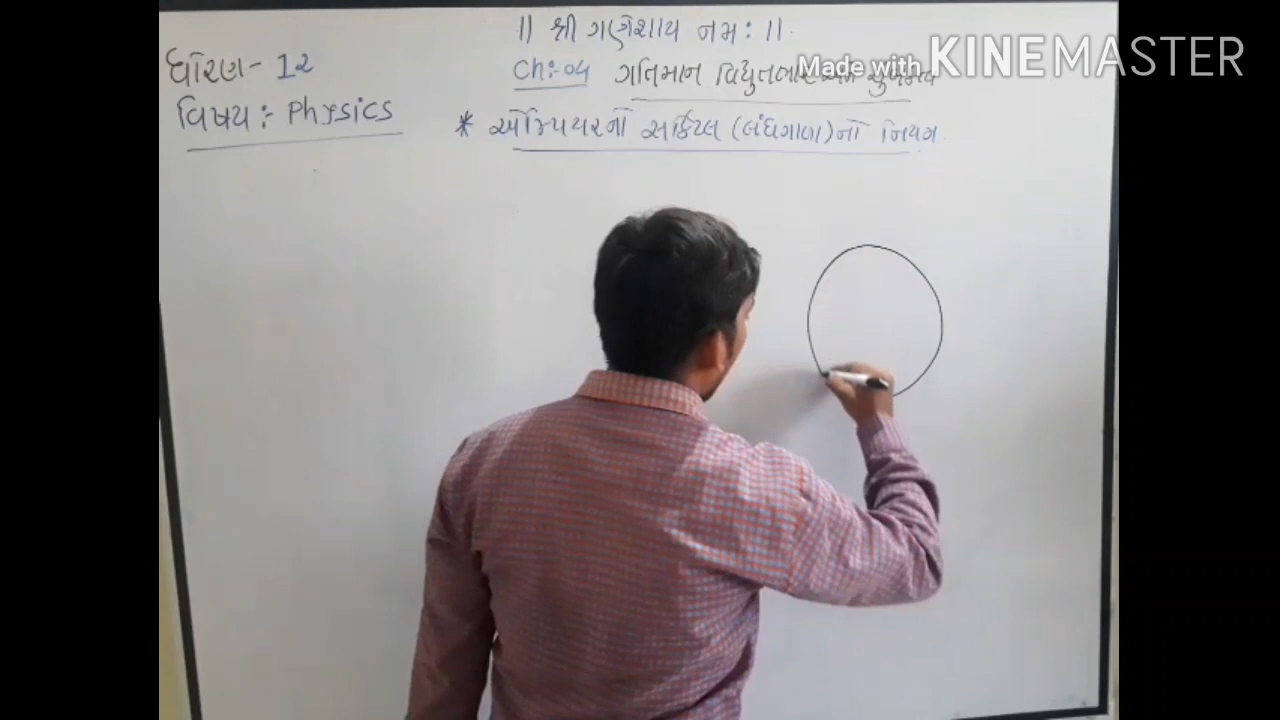 ॥ શ્રી ગણેશાય નમઃ ॥
ધોરણ - 12
Ch:-04 ગતિમાન વિદ્યુતભાર
Made with KINEMASTER
વિષય :- Physics
* એમ્પિયરનો સર્કિટલ (બંધગાળા) નો નિયમ